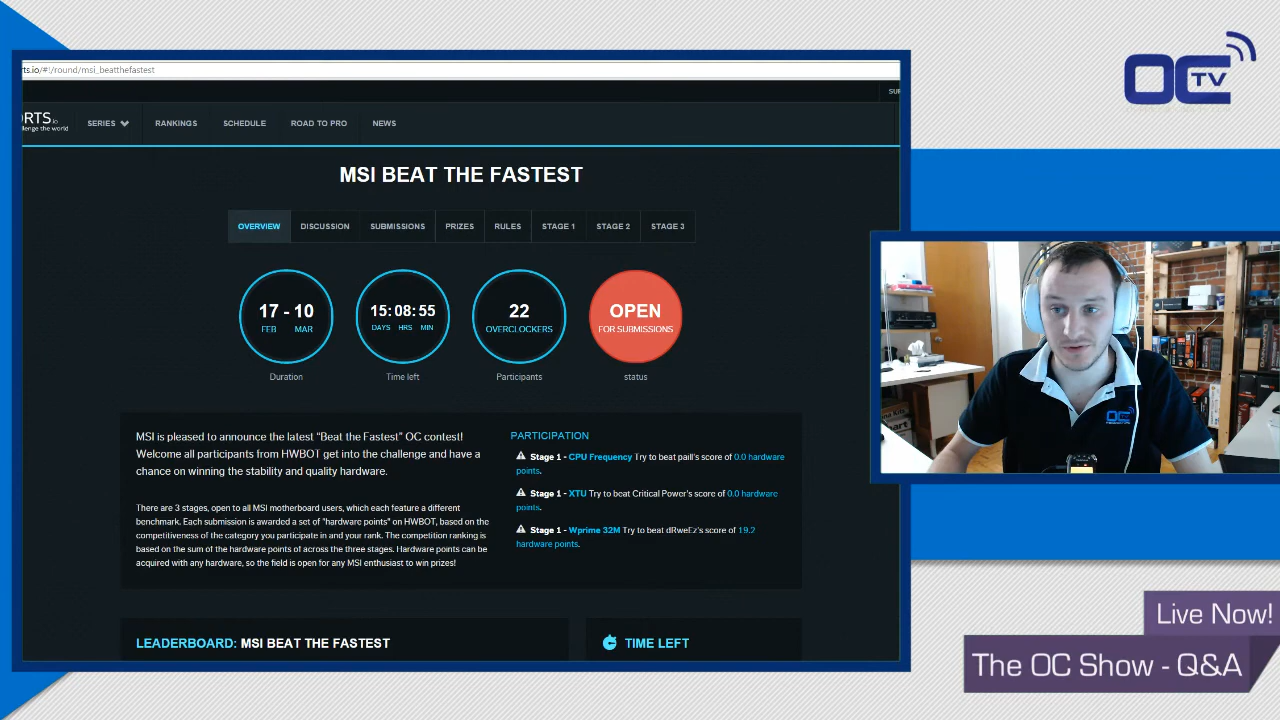 rts.io/#!/round/msi_beatthefastest
SERIES
RANKINGS
SCHEDULE
ROAD TO PRO
NEWS
MSI BEAT THE FASTEST
OVERVIEW
DISCUSSION
SUBMISSIONS
PRIZES
RULES
STAGE 1
STAGE 2
STAGE 3
17 - 10
FEB MAR
Duration
15:08:55
DAYS HRS MIN
Time left
22
OVERCLOCKERS
Participants
OPEN
FOR SUBMISSIONS
status
MSI is pleased to announce the latest "Beat the Fastest" OC contest!
Welcome all participants from HWBOT get into the challenge and have a
chance on winning the stability and quality hardware.
There are 3 stages, open to all MSI motherboard users, which each feature a different
benchmark. Each submission is awarded a set of "hardware points" on HWBOT, based on the
competitiveness of the category you participate in and your rank. The competition ranking is
based on the sum of the hardware points of across the three stages. Hardware points can be
acquired with any hardware, so the field is open for any MSI enthusiast to win prizes!
PARTICIPATION
Stage 1 - CPU Frequency Try to beat paill's score of 0.0 hardware
points.
Stage 1 - XTU Try to beat Critical Power's score of 0.0 hardware
points.
Stage 1 - Wprime 32M Try to beat dRweEz's score of 19.2
hardware points.
LEADERBOARD: MSI BEAT THE FASTEST
TIME LEFT
OC TV
Live Now!
The OC Show - Q&A